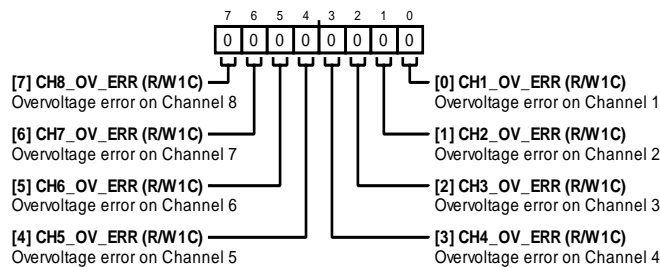 7 6 5 4 3 2 1 0
0 0 0 0 0 0 0 0
[7] CH8_OV_ERR (R/W1C)
Overvoltage error on Channel 8
[6] CH7_OV_ERR (R/W1C)
Overvoltage error on Channel 7
[5] CH6_OV_ERR (R/W1C)
Overvoltage error on Channel 6
[4] CH5_OV_ERR (R/W1C)
Overvoltage error on Channel 5
[0] CH1_OV_ERR (R/W1C)
Overvoltage error on Channel 1
[1] CH2_OV_ERR (R/W1C)
Overvoltage error on Channel 2
[2] CH3_OV_ERR (R/W1C)
Overvoltage error on Channel 3
[3] CH4_OV_ERR (R/W1C)
Overvoltage error on Channel 4